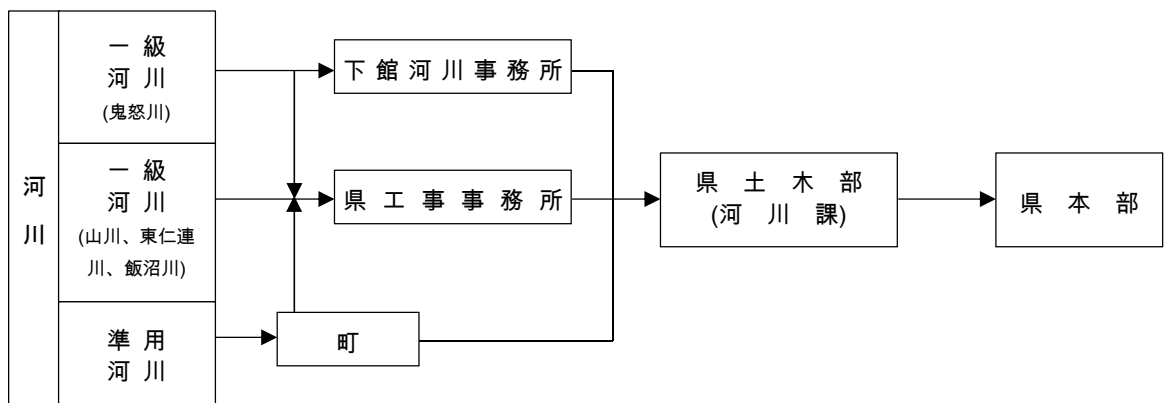 河
川
一 級
河 川
(鬼怒川)
一 級
河 川
(山川、東仁連
川、飯沼川)
準 用
河 川
下 館 河 川 事 務 所
県 工 事 事 務 所
町
県 土 木 部
(河 川 課)
県 本 部